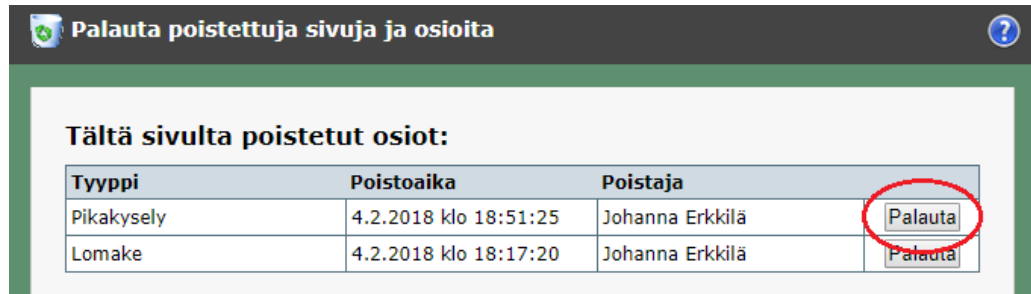 Palauta poistettuja sivuja ja osioita ?
Tältä sivulta poistetut osiot:
Tyyppi Poistoaika Poistaja
Pikakysely 4.2.2018 klo 18:51:25 Johanna Erkkilä Palauta
Lomake 4.2.2018 klo 18:17:20 Johanna Erkkilä Palauta